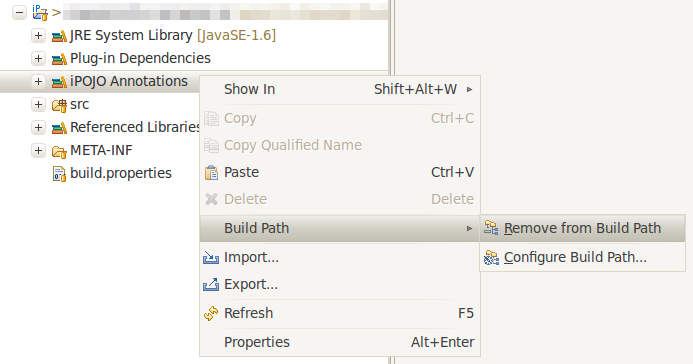 iP >
JRE System Library [JavaSE-1.6]
Plug-in Dependencies
iPOJO Annotations
src
Referenced Libraries
META-INF
build.properties
Show In Shift+Alt+W
Copy Ctrl+C
Copy Qualified Name
Paste Ctrl+V
Delete Delete
Build Path
Import...
Export...
Refresh F5
Properties Alt+Enter
Remove from Build Path
Configure Build Path...